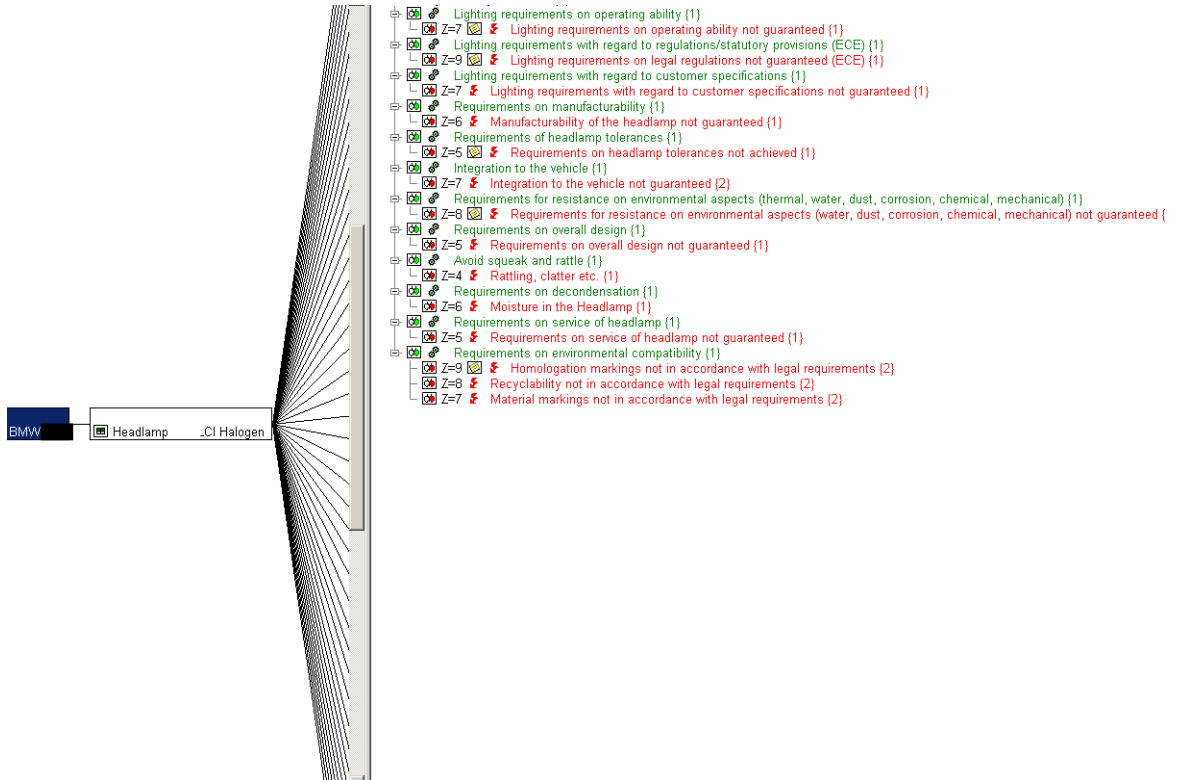 Lighting requirements on operating ability {1}
Z=7 Lighting requirements on operating ability not guaranteed {1}
Lighting requirements with regard to regulations/statutory provisions (ECE) {1}
Z=9 Lighting requirements on legal regulations not guaranteed (ECE) {1}
Lighting requirements with regard to customer specifications {1}
Z=7 Lighting requirements with regard to customer specifications not guaranteed {1}
Requirements on manufacturability {1}
Z=6 Manufacturability of the headlamp not guaranteed {1}
Requirements of headlamp tolerances {1}
Z=5 Requirements on headlamp tolerances not achieved {1}
Integration to the vehicle {1}
Z=7 Integration to the vehicle not guaranteed {2}
Requirements for resistance on environmental aspects (thermal, water, dust, corrosion, chemical, mechanical) {1}
Z=8 Requirements for resistance on environmental aspects (water, dust, corrosion, chemical, mechanical) not guaranteed {
Requirements on overall design {1}
Z=5 Requirements on overall design not guaranteed {1}
Avoid squeak and rattle {1}
Z=4 Rattling, clatter etc. {1}
Requirements on decondensation {1}
Z=6 Moisture in the Headlamp {1}
Requirements on service of headlamp {1}
Z=5 Requirements on service of headlamp not guaranteed {1}
Requirements on environmental compatibility {1}
Z=9 Homologation markings not in accordance with legal requirements {2}
Z=8 Recyclability not in accordance with legal requirements {2}
Z=7 Material markings not in accordance with legal requirements {2}
BMW
Headlamp _CI Halogen